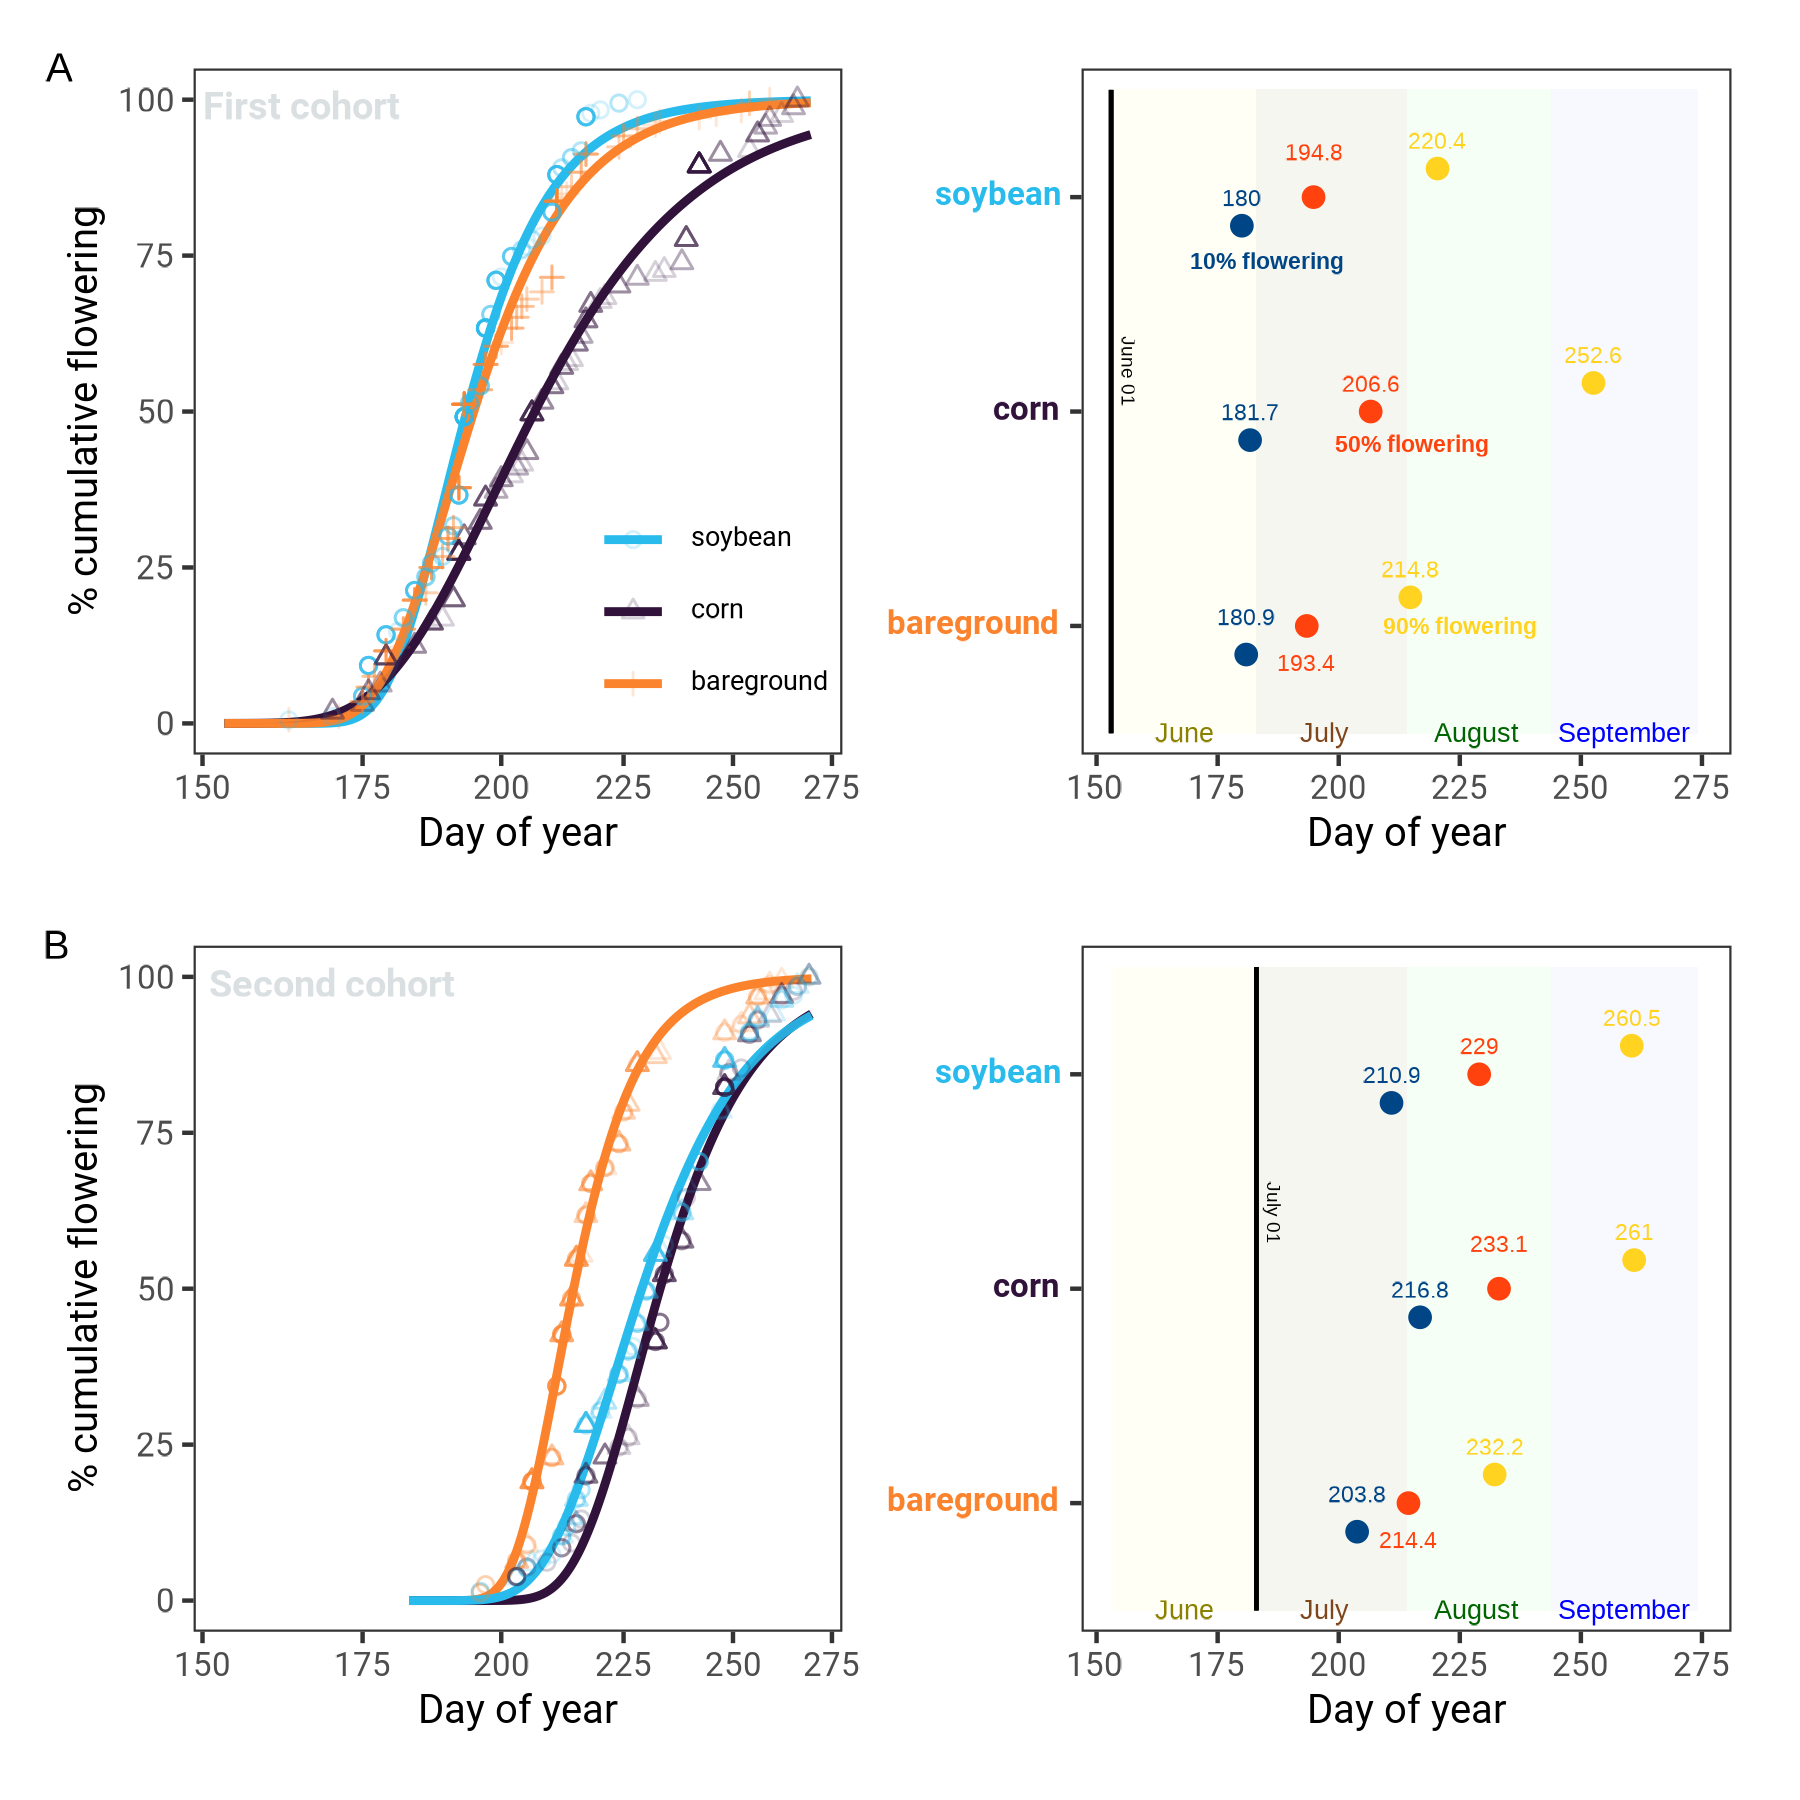 A
First cohort
% cumulative flowering
100
75
50
25
0
soybean
corn
bareground
150 175 200 225 250 275
Day of year
soybean
corn
bareground
June 01
180
194.8
220.4
10% flowering
181.7
206.6
252.6
50% flowering
180.9
193.4
214.8
90% flowering
June July August September
150 175 200 225 250 275
Day of year
B
Second cohort
% cumulative flowering
100
75
50
25
0
150 175 200 225 250 275
Day of year
soybean
corn
bareground
July 01
210.9
229
260.5
216.8
233.1
261
203.8
214.4
232.2
June July August September
150 175 200 225 250 275
Day of year